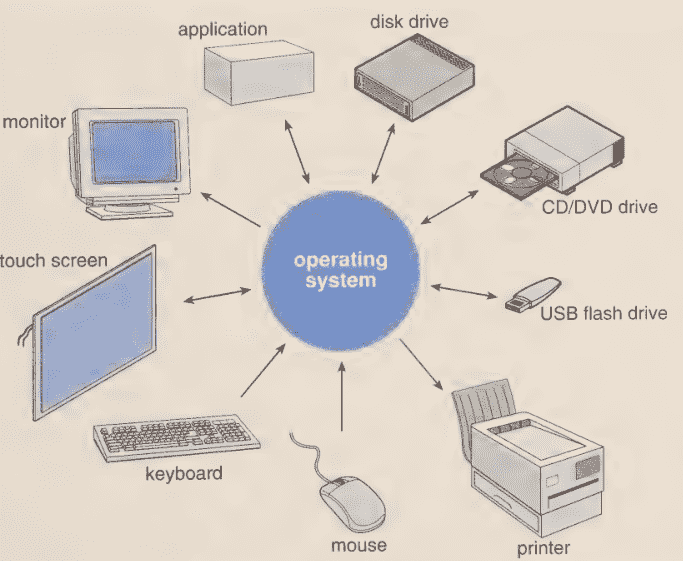 application
disk drive
monitor
CD/DVD drive
operating
system
touch screen
USB flash drive
keyboard
mouse
printer